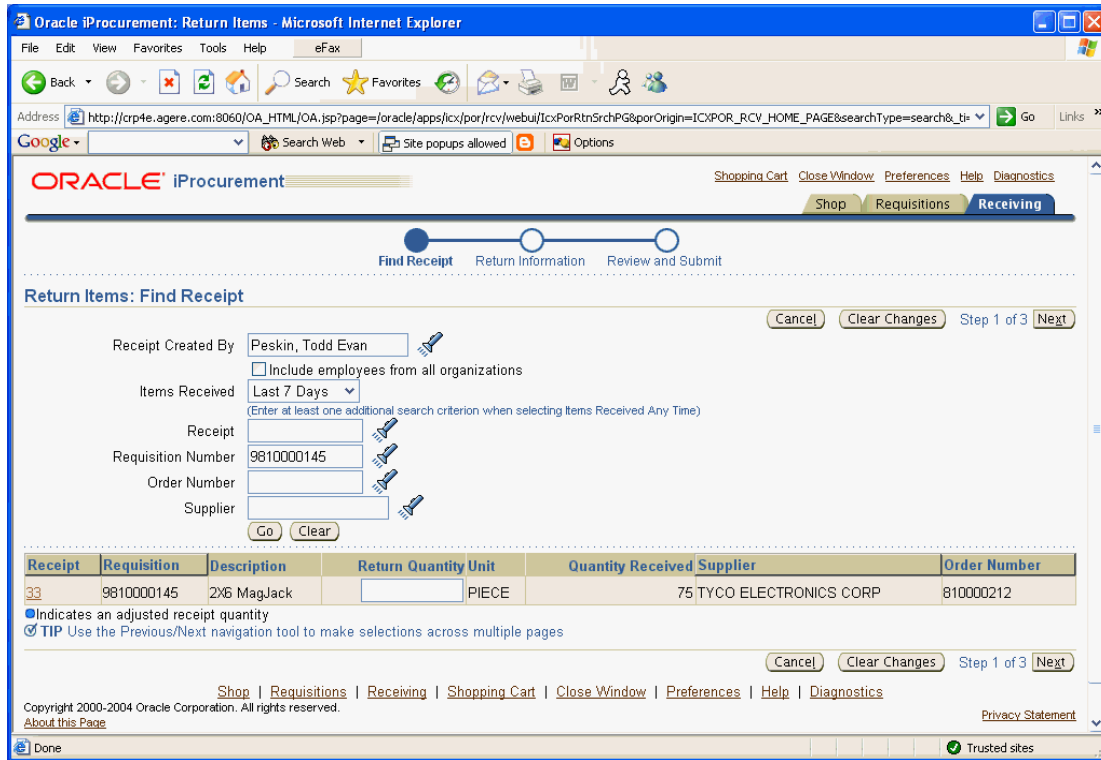 Oracle iProcurement: Return Items - Microsoft Internet Explorer
File Edit View Favorites Tools Help eFax
Back Search Favorites
Address http://crp4e.agere.com:8060/OA_HTML/OA.jsp?page=/oracle/apps/icx/por/rcv/webui/IcxPorRtnSrchPG&porOrigin=ICXPOR_RCV_HOME_PAGE&searchType=search&_ti= Go Links »
Google Search Web Site popups allowed Options
ORACLE iProcurement
Shopping Cart Close Window Preferences Help Diagnostics
Shop Requisitions Receiving
Find Receipt Return Information Review and Submit
Return Items: Find Receipt
Cancel Clear Changes Step 1 of 3 Next
Receipt Created By Peskin, Todd Evan
Include employees from all organizations
Items Received Last 7 Days
(Enter at least one additional search criterion when selecting Items Received Any Time)
Receipt
Requisition Number 9810000145
Order Number
Supplier
Go Clear
Receipt Requisition Description Return Quantity Unit Quantity Received Supplier Order Number
33 9810000145 2X6 MagJack PIECE 75 TYCO ELECTRONICS CORP 810000212
Indicates an adjusted receipt quantity
TIP Use the Previous/Next navigation tool to make selections across multiple pages
Cancel Clear Changes Step 1 of 3 Next
Shop | Requisitions | Receiving | Shopping Cart | Close Window | Preferences | Help | Diagnostics
Copyright 2000-2004 Oracle Corporation. All rights reserved.
About this Page
Privacy Statement
Done Trusted sites